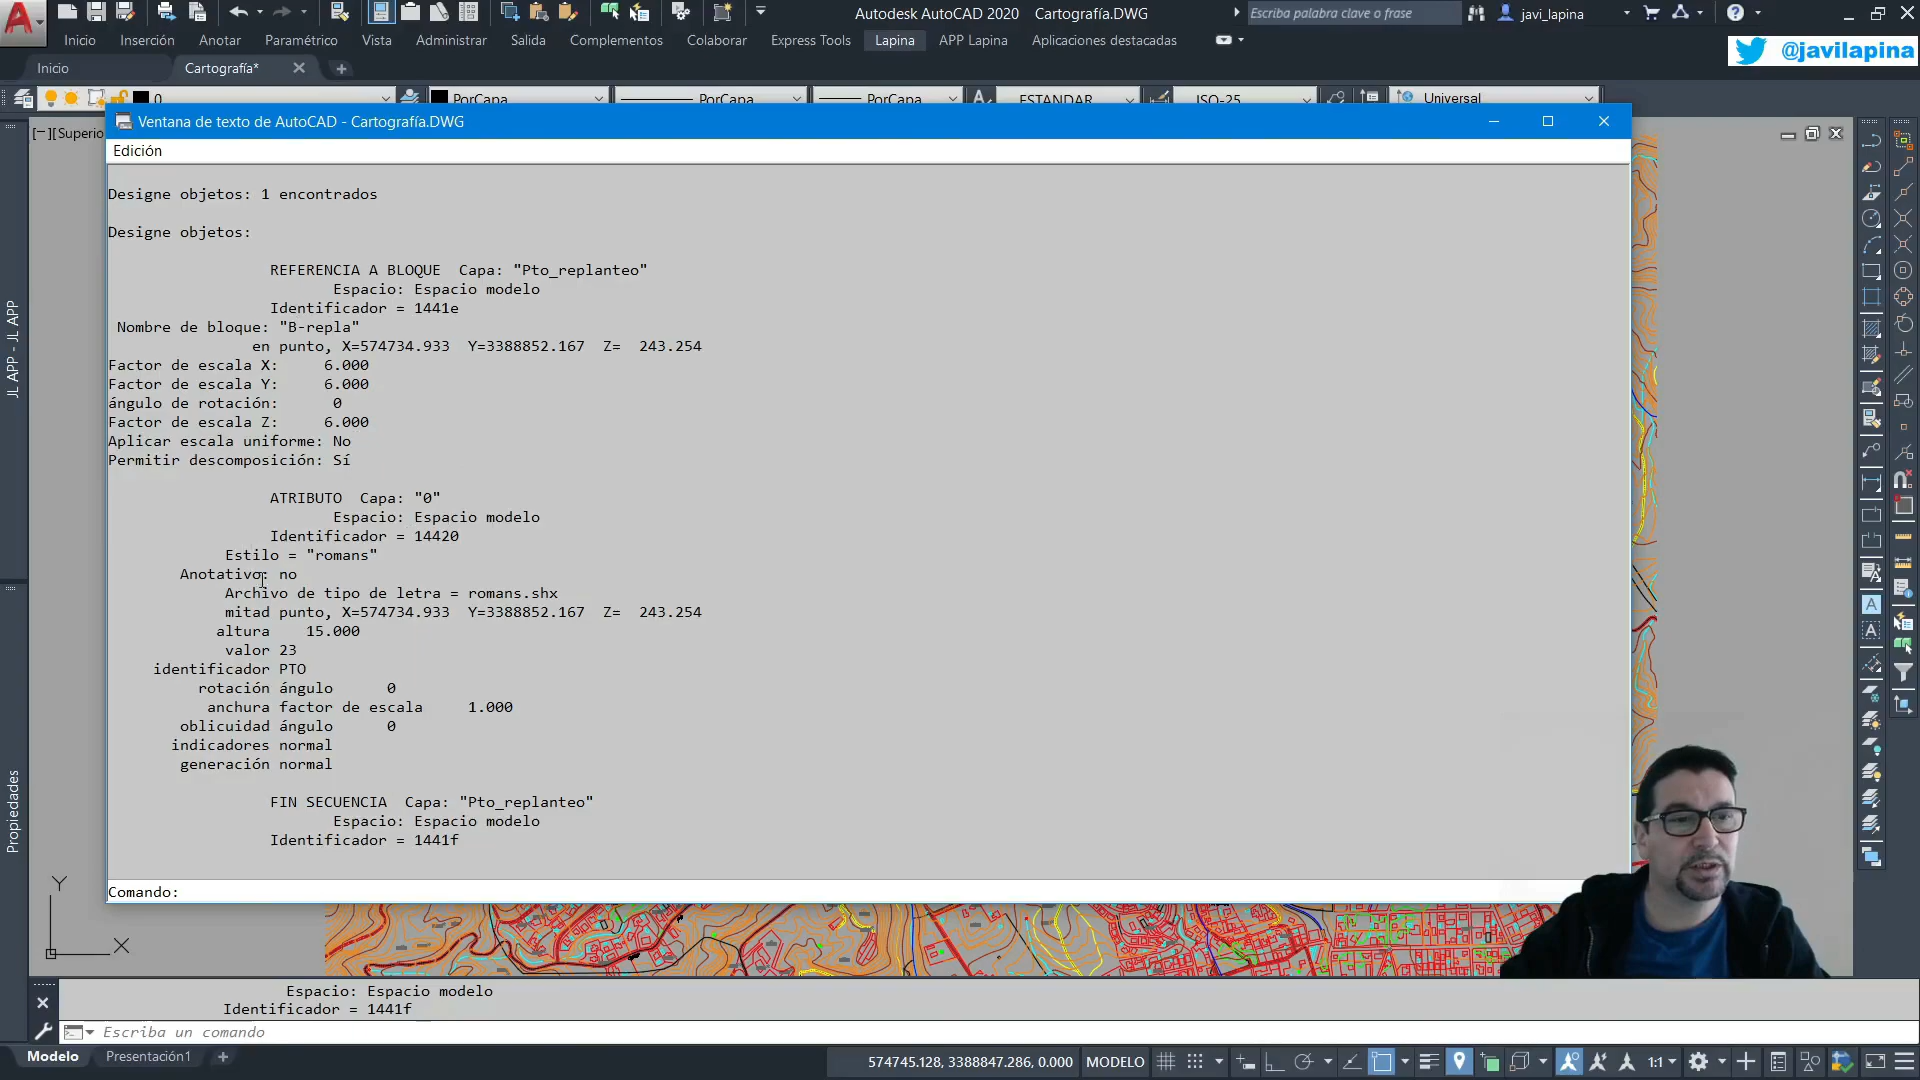 Autodesk AutoCAD 2020 Cartografía.DWG
Escriba palabra clave o frase
javi_lapina
Inicio Inserción Anotar Paramétrico Vista Administrar Salida Complementos Colaborar Express Tools Lapina APP Lapina Aplicaciones destacadas
@javilapina
Inicio Cartografía*
0 PorCapa PorCapa PorCapa ESTANDAR ISO-25 Universal
[−][Superio
Ventana de texto de AutoCAD - Cartografía.DWG
Edición
Designe objetos: 1 encontrados
Designe objetos:
REFERENCIA A BLOQUE Capa: "Pto_replanteo"
Espacio: Espacio modelo
Identificador = 1441e
Nombre de bloque: "B-repla"
en punto, X=574734.933 Y=3388852.167 Z= 243.254
Factor de escala X: 6.000
Factor de escala Y: 6.000
ángulo de rotación: 0
Factor de escala Z: 6.000
Aplicar escala uniforme: No
Permitir descomposición: Sí
ATRIBUTO Capa: "0"
Espacio: Espacio modelo
Identificador = 14420
Estilo = "romans"
Anotativo: no
Archivo de tipo de letra = romans.shx
mitad punto, X=574734.933 Y=3388852.167 Z= 243.254
altura 15.000
valor 23
identificador PTO
rotación ángulo 0
anchura factor de escala 1.000
oblicuidad ángulo 0
indicadores normal
generación normal
FIN SECUENCIA Capa: "Pto_replanteo"
Espacio: Espacio modelo
Identificador = 1441f
Comando:
JL APP - JL APP
Propiedades
Y
X
Espacio: Espacio modelo
Identificador = 1441f
Escriba un comando
Modelo Presentación1
574745.128, 3388847.286, 0.000 MODELO 1:1